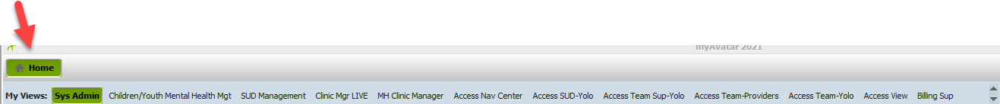 myAvatar 2021
Home
My Views: Sys Admin Children/Youth Mental Health Mgt SUD Management Clinic Mgr LIVE MH Clinic Manager Access Nav Center Access SUD-Yolo Access Team Sup-Yolo Access Team-Providers Access Team-Yolo Access View Billing Sup